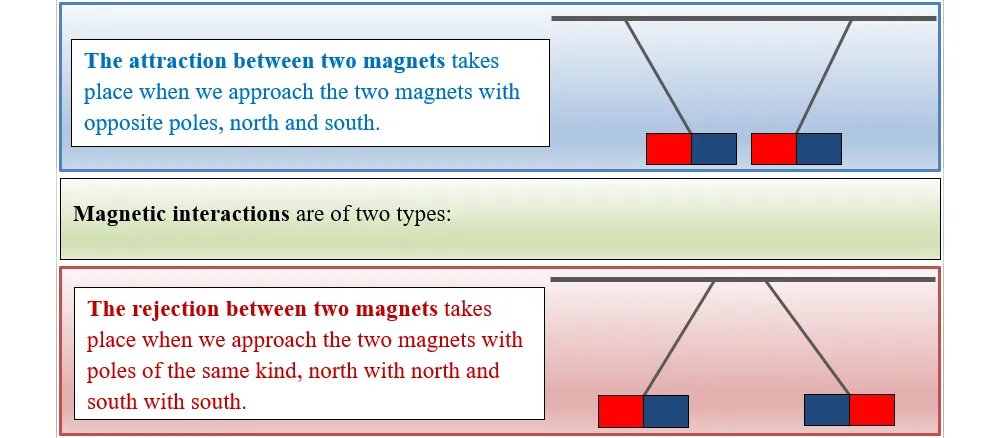 The attraction between two magnets takes
place when we approach the two magnets with
opposite poles, north and south.
Magnetic interactions are of two types:
The rejection between two magnets takes
place when we approach the two magnets with
poles of the same kind, north with north and
south with south.